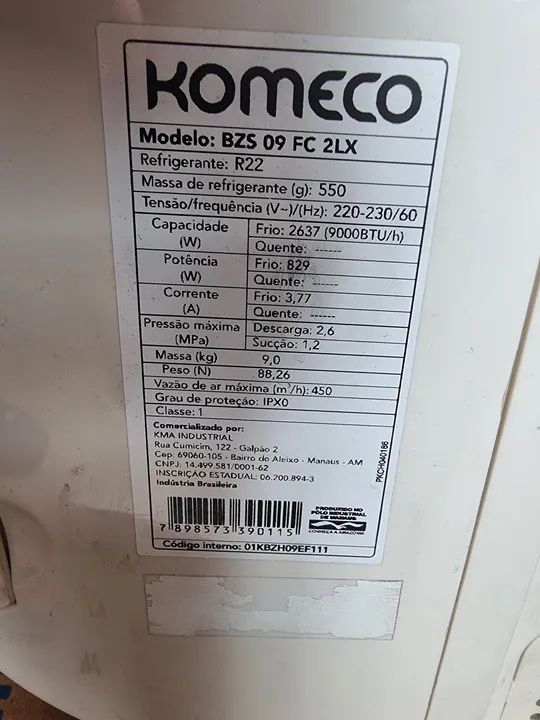 KOMECO
Modelo: BZS 09 FC 2LX
Refrigerante: R22
Massa de refrigerante (g): 550
Tensão/frequência (V~)/(Hz): 220-230/60
Capacidade (W) Frio: 2637 (9000BTU/h)
Quente: ------
Potência (W) Frio: 829
Quente: ------
Corrente (A) Frio: 3,77
Quente: ------
Pressão máxima (MPa) Descarga: 2,6
Sucção: 1,2
Massa (kg) 9,0
Peso (N) 88,26
Vazão de ar máxima (m³/h): 450
Grau de proteção: IPX0
Classe: 1
Comercializado por:
KMA INDUSTRIAL
Rua Cumicim, 122 - Galpão 2
Cep: 69060-105 - Bairro do Aleixo - Manaus - AM
CNPJ: 14.499.581/0001-62
INSCRIÇÃO ESTADUAL: 06.200.894-3
Indústria Brasileira
PKCH040186
7 898573 390115
PRODUZIDO NO
PÓLO INDUSTRIAL
DE MANAUS
CONHEÇA A AMAZÔNIA
Código interno: 01KBZH09EF111